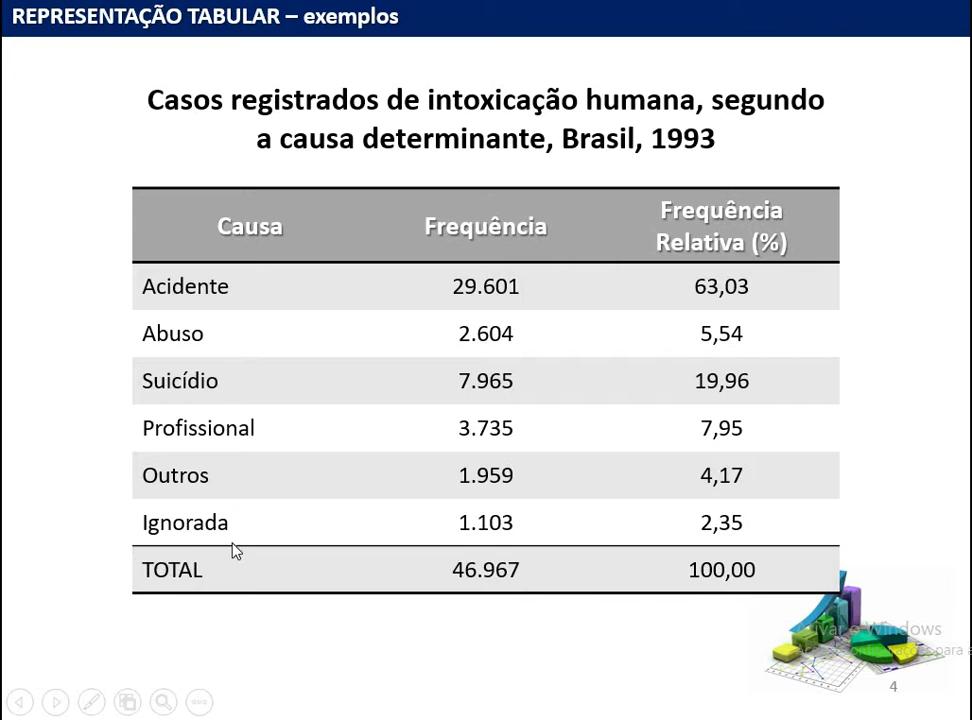 REPRESENTAÇÃO TABULAR – exemplos
Casos registrados de intoxicação humana, segundo
a causa determinante, Brasil, 1993
Causa Frequência Frequência
Relativa (%)
Acidente 29.601 63,03
Abuso 2.604 5,54
Suicídio 7.965 19,96
Profissional 3.735 7,95
Outros 1.959 4,17
Ignorada 1.103 2,35
TOTAL 46.967 100,00
Windows
para
4